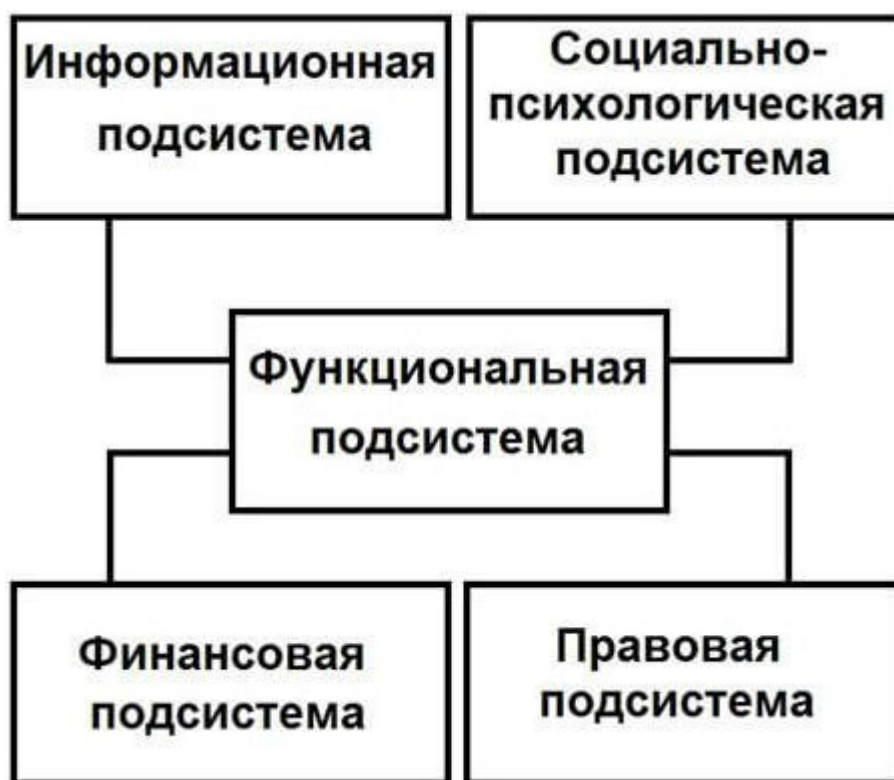 Информационная
подсистема
Социально-
психологическая
подсистема
Функциональная
подсистема
Финансовая
подсистема
Правовая
подсистема